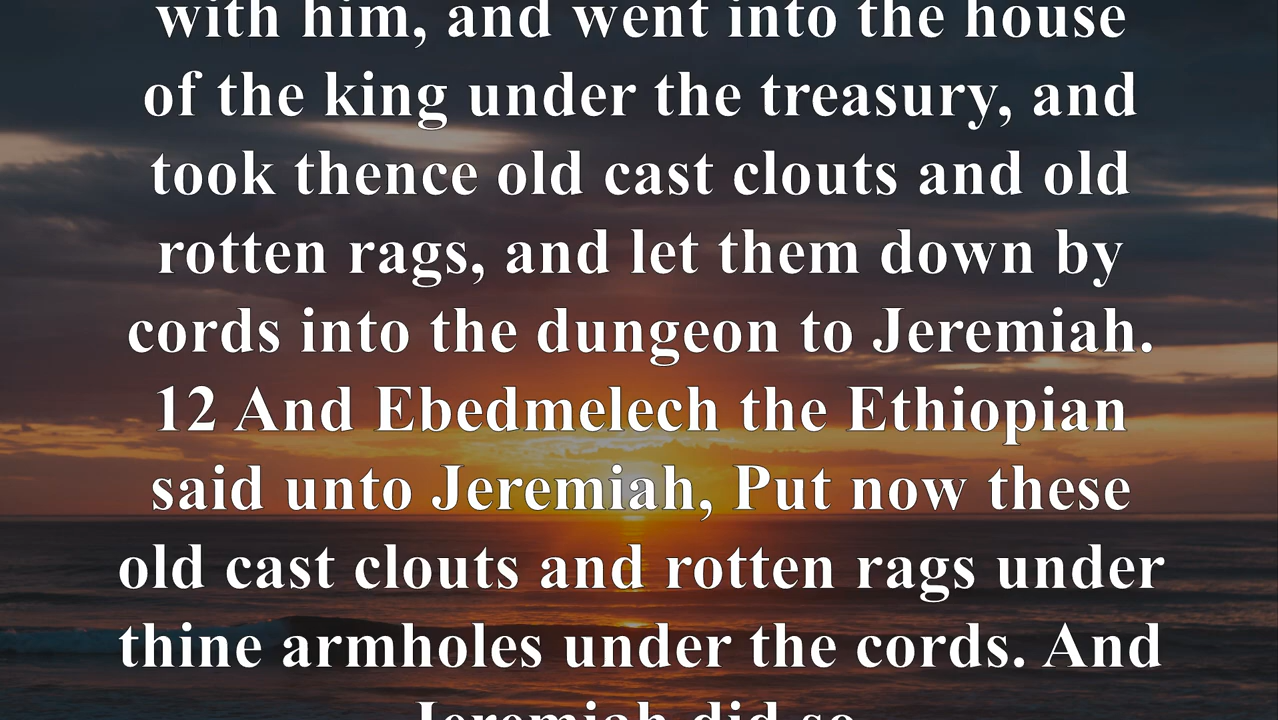 with him, and went into the house
of the king under the treasury, and
took thence old cast clouts and old
rotten rags, and let them down by
cords into the dungeon to Jeremiah.
12 And Ebedmelech the Ethiopian
said unto Jeremiah, Put now these
old cast clouts and rotten rags under
thine armholes under the cords. And
Jeremiah did so.